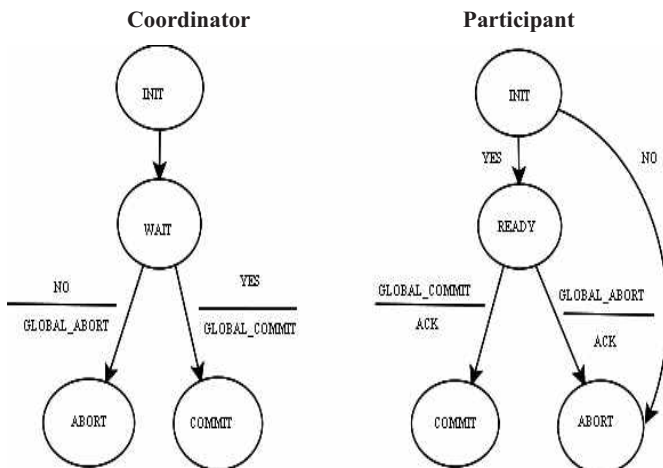 Coordinator
INIT
WAIT
NO
GLOBAL_ABORT
YES
GLOBAL_COMMIT
ABORT
COMMIT
Participant
INIT
YES
NO
READY
GLOBAL_COMMIT
ACK
GLOBAL_ABORT
ACK
COMMIT
ABORT